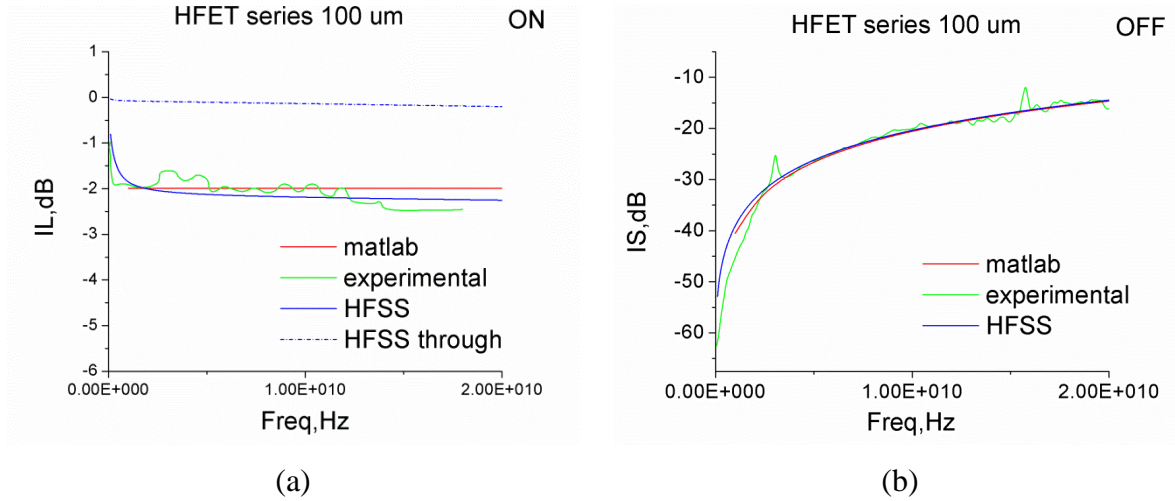 HFET series 100 um ON
IL,dB
1
0
-1
-2
-3
-4
-5
-6
0.00E+000 1.00E+010 2.00E+010
Freq,Hz
matlab
experimental
HFSS
HFSS through
(a)
HFET series 100 um OFF
IS,dB
-10
-20
-30
-40
-50
-60
0.00E+000 1.00E+010 2.00E+010
Freq,Hz
matlab
experimental
HFSS
(b)